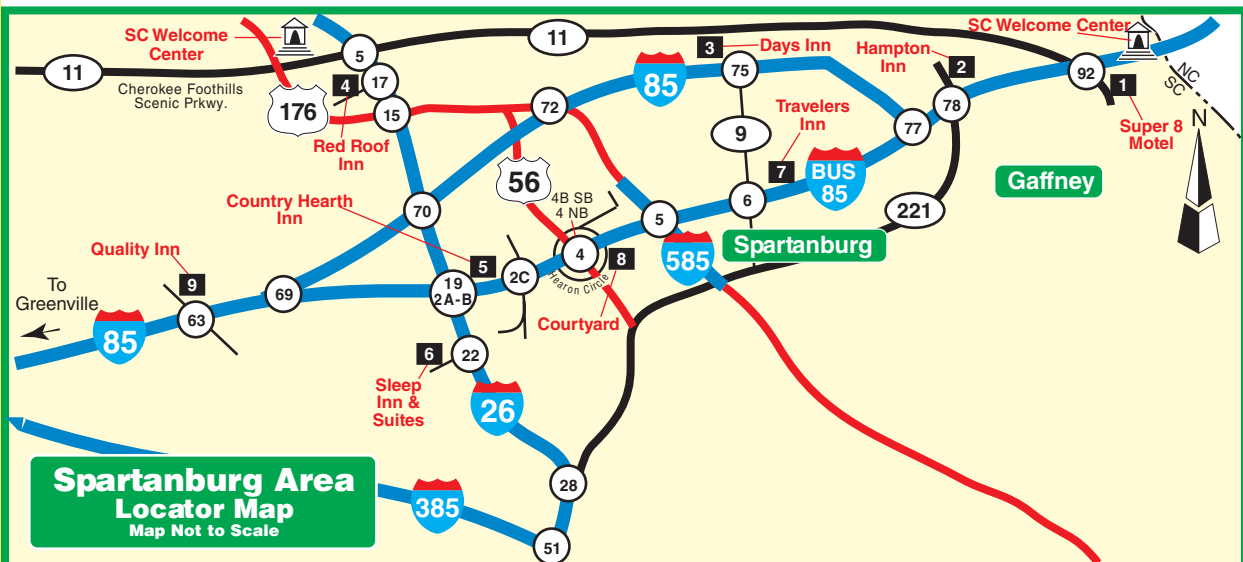 SC Welcome
Center
11
Cherokee Foothills
Scenic Prkwy.
5
17
4
176
15
Red Roof
Inn
11
3
Days Inn
75
85
72
Hampton
Inn
2
78
77
SC Welcome Center
92
1
Super 8
Motel
NC
SC
N
Gaffney
9
Travelers
Inn
7
BUS
85
6
221
56
4B SB
4 NB
4
Hearon Circle
5
585
Spartanburg
8
Courtyard
70
Country Hearth
Inn
5
2C
19
2A-B
Quality Inn
9
63
69
To
Greenville
85
6
22
Sleep
Inn &
Suites
26
28
385
51
Spartanburg Area
Locator Map
Map Not to Scale